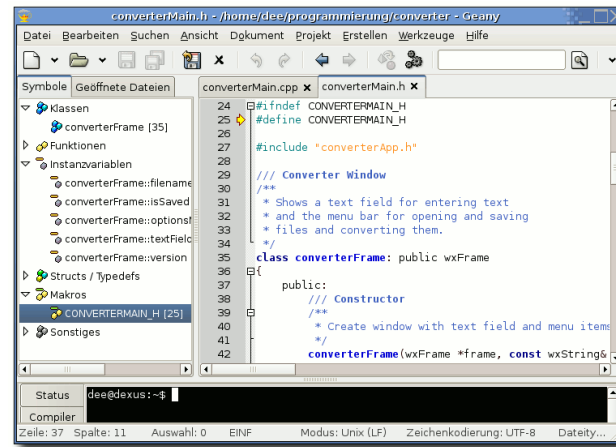 converterMain.h - /home/dee/programmierung/converter - Geany
Datei Bearbeiten Suchen Ansicht Dokument Projekt Erstellen Werkzeuge Hilfe
Symbole Geöffnete Dateien
converterMain.cpp converterMain.h
Klassen
converterFrame [35]
Funktionen
Instanzvariablen
converterFrame::filename
converterFrame::isSaved
converterFrame::options
converterFrame::textField
converterFrame::version
Structs / Typedefs
Makros
CONVERTERMAIN_H [25]
Sonstiges
24 #ifndef CONVERTERMAIN_H
25 #define CONVERTERMAIN_H
26
27 #include "converterApp.h"
28
29 /// Converter Window
30 /**
31 * Shows a text field for entering text
32 * and the menu bar for opening and saving
33 * files and converting them.
34 */
35 class converterFrame: public wxFrame
36 {
37 public:
38 /// Constructor
39 /**
40 * Create window with text field and menu items
41 */
42 converterFrame(wxFrame *frame, const wxString&
Status
Compiler
dee@dexus:~$
Zeile: 37 Spalte: 11 Auswahl: 0 EINF Modus: Unix (LF) Zeichenkodierung: UTF-8 Dateity...